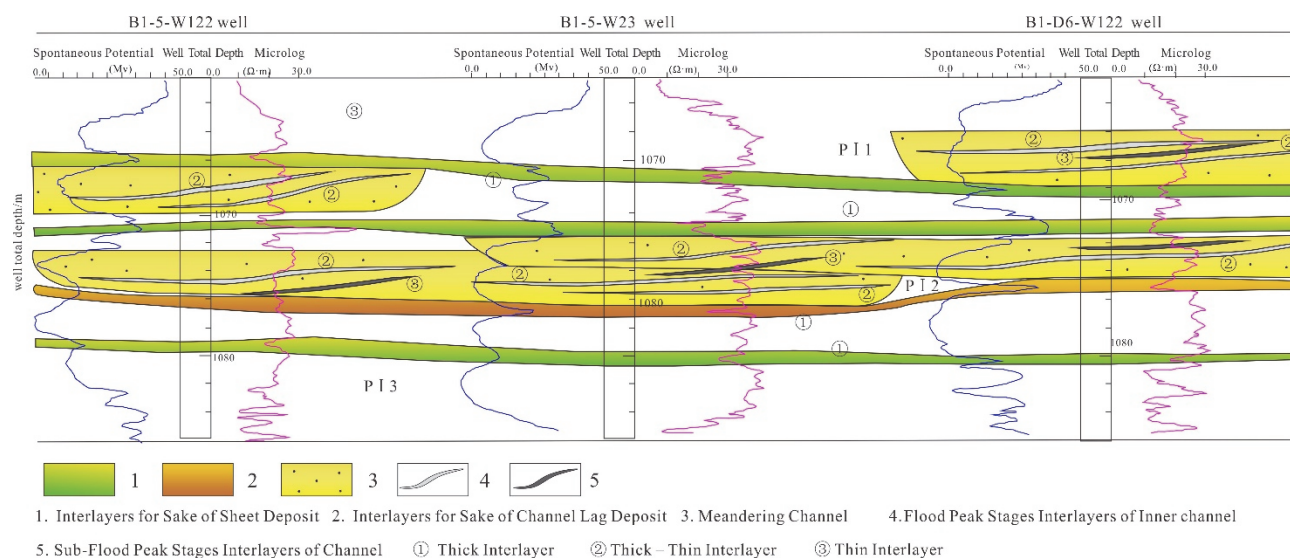 B1-5-W122 well B1-5-W23 well B1-D6-W122 well
Spontaneous Potential Well Total Depth Microlog Spontaneous Potential Well Total Depth Microlog Spontaneous Potential Well Total Depth Microlog
0.0 (Mv) 50.0 0.0 (Ω·m) 30.0 0.0 (Mv) 50.0 0.0 (Ω·m) 30.0 0.0 50.0 0.0 (Ω·m) 30.0
③
② ②
1070 PⅠ1 ③
② ①
② 1070 ① 1070
well total depth/m
② ② ③
③ ② ② ②
1080 PⅠ2
①
1080 ① 1080
PⅠ3
1 2 3 4 5
1. Interlayers for Sake of Sheet Deposit 2. Interlayers for Sake of Channel Lag Deposit 3. Meandering Channel 4.Flood Peak Stages Interlayers of Inner channel
5. Sub-Flood Peak Stages Interlayers of Channel ① Thick Interlayer ② Thick – Thin Interlayer ③ Thin Interlayer